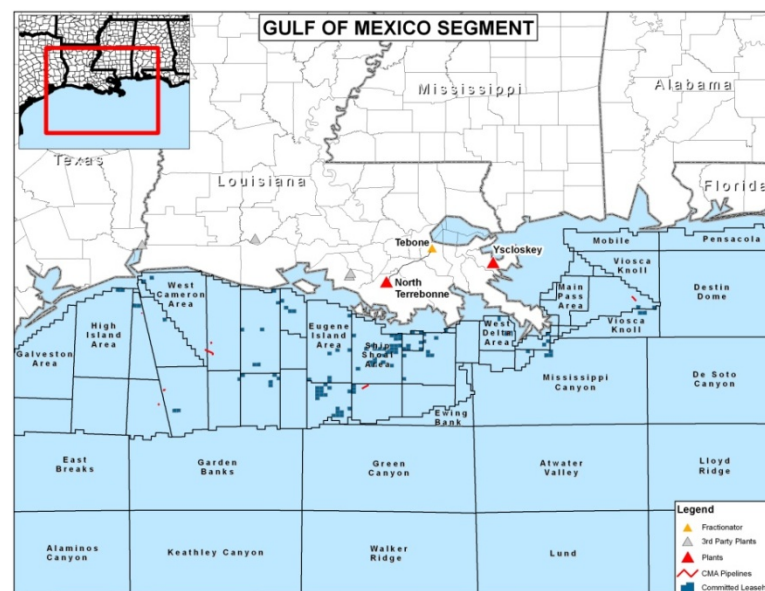 GULF OF MEXICO SEGMENT
Mississippi
Alabama
Texas
Louisiana
Florida
Tebone
Yscloskey
North
Terrebonne
Mobile
Pensacola
Viosca
Knoll
Main
Pass
Area
Destin
Dome
Viosca
Knoll
West
Cameron
Area
High
Island
Area
Galveston
Area
Eugene
Island
Area
Ship
Shoal
Area
West
Delta
Area
Mississippi
Canyon
De Soto
Canyon
Ewing
Bank
East
Breaks
Garden
Banks
Green
Canyon
Atwater
Valley
Lloyd
Ridge
Alaminos
Canyon
Keathley Canyon
Walker
Ridge
Lund
Legend
Fractionator
3rd Party Plants
Plants
CMA Pipelines
Committed Leaseh